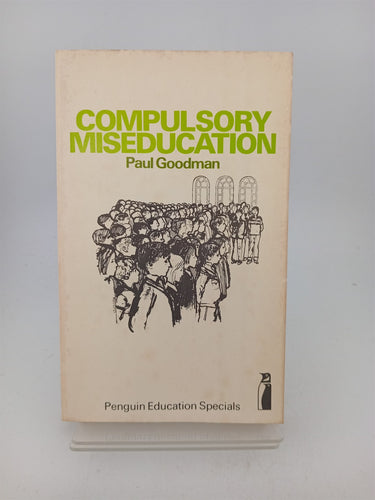 COMPULSORY
MISEDUCATION
Paul Goodman
Penguin Education Specials